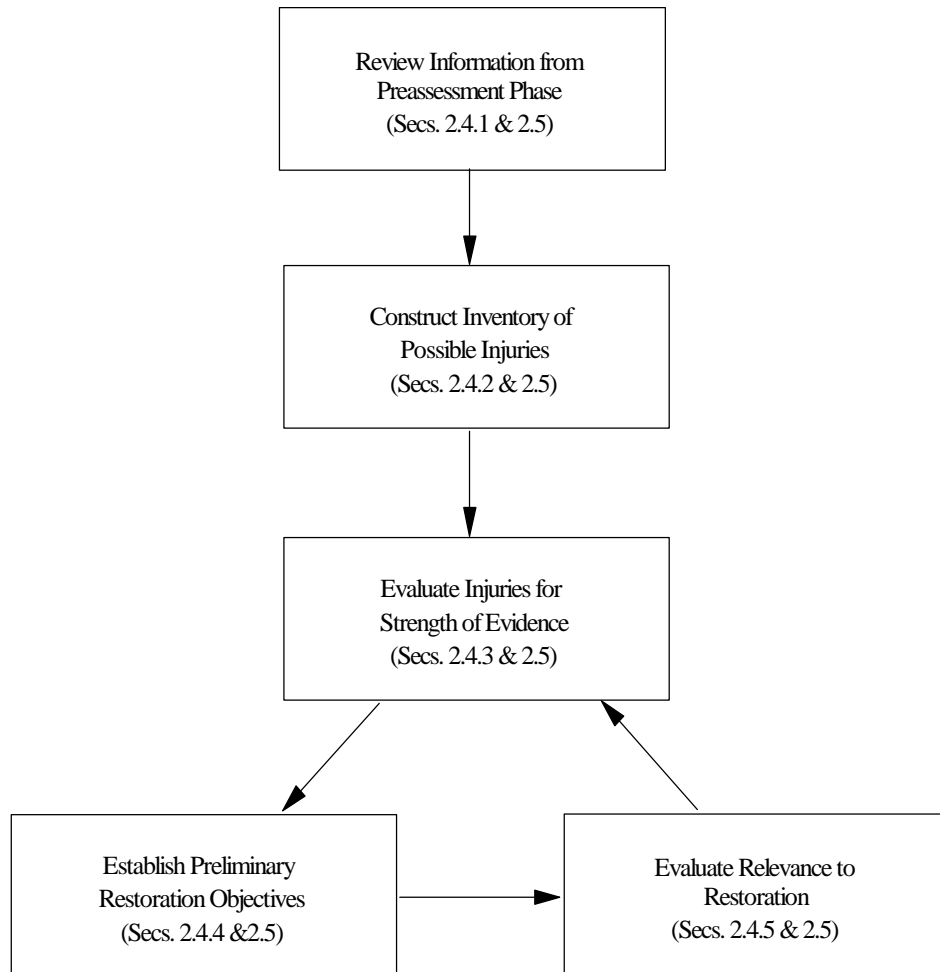 Review Information from
Preassessment Phase
(Secs. 2.4.1 & 2.5)
Construct Inventory of
Possible Injuries
(Secs. 2.4.2 & 2.5)
Evaluate Injuries for
Strength of Evidence
(Secs. 2.4.3 & 2.5)
Establish Preliminary
Restoration Objectives
(Secs. 2.4.4 &2.5)
Evaluate Relevance to
Restoration
(Secs. 2.4.5 & 2.5)